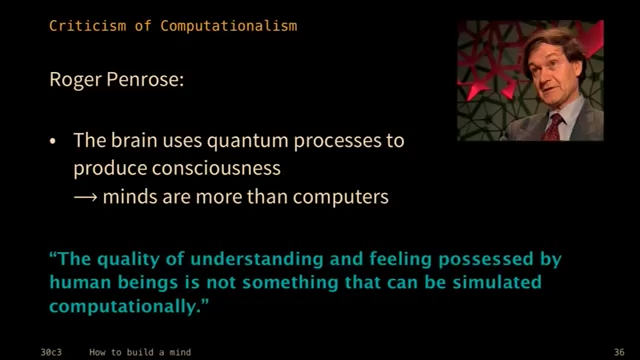 Criticism of Computationalism
Roger Penrose:
• The brain uses quantum processes to
produce consciousness
⟶ minds are more than computers
“The quality of understanding and feeling possessed by
human beings is not something that can be simulated
computationally.”
30c3 How to build a mind 36